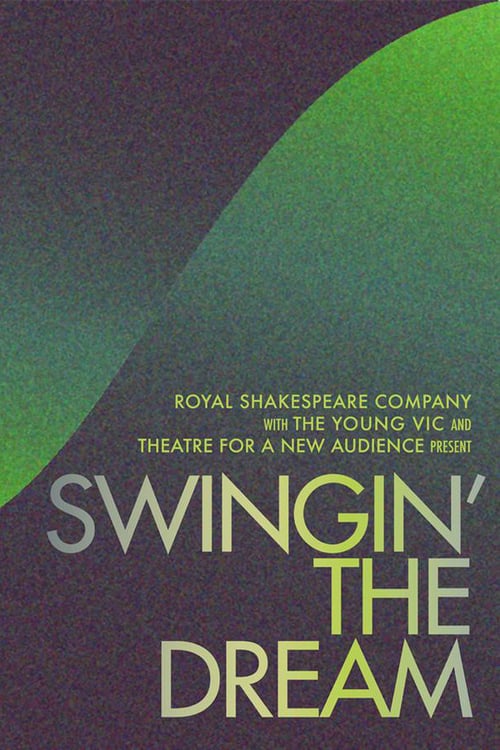 ROYAL SHAKESPEARE COMPANY
WITH THE YOUNG VIC AND
THEATRE FOR A NEW AUDIENCE PRESENT
SWINGIN'
THE
DREAM